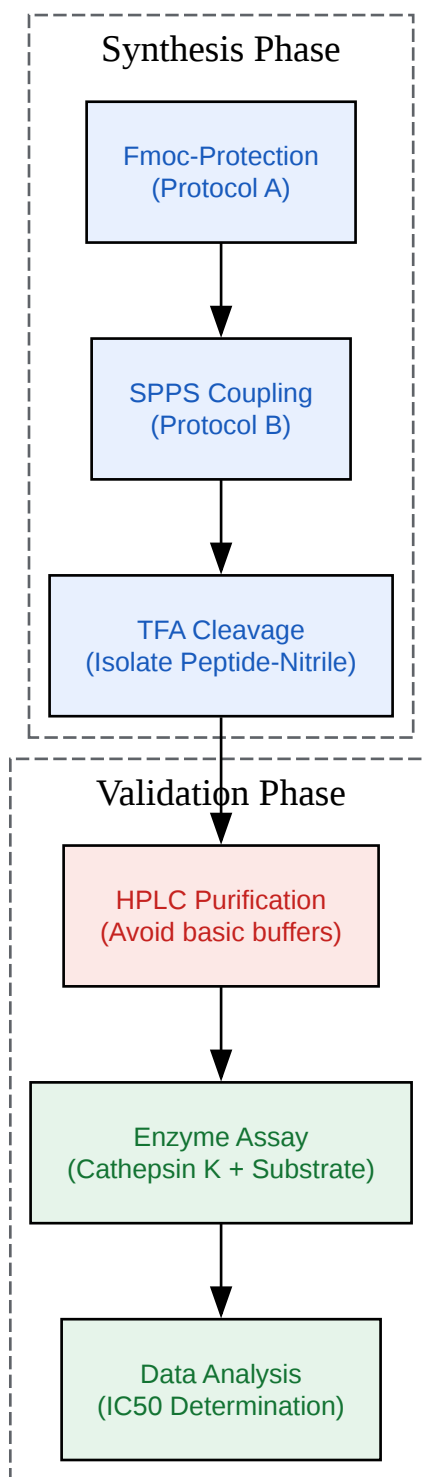 Synthesis Phase
Fmoc-Protection
(Protocol A)
SPPS Coupling
(Protocol B)
TFA Cleavage
(Isolate Peptide-Nitrile)
Validation Phase
HPLC Purification
(Avoid basic buffers)
Enzyme Assay
(Cathepsin K + Substrate)
Data Analysis
(IC50 Determination)